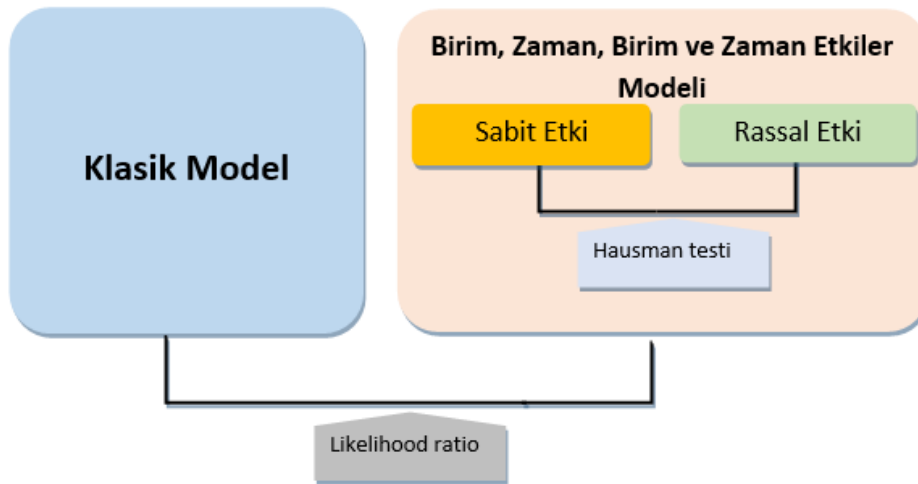 Klasik Model
Birim, Zaman, Birim ve Zaman Etkiler
Modeli
Sabit Etki
Rassal Etki
Hausman testi
Likelihood ratio